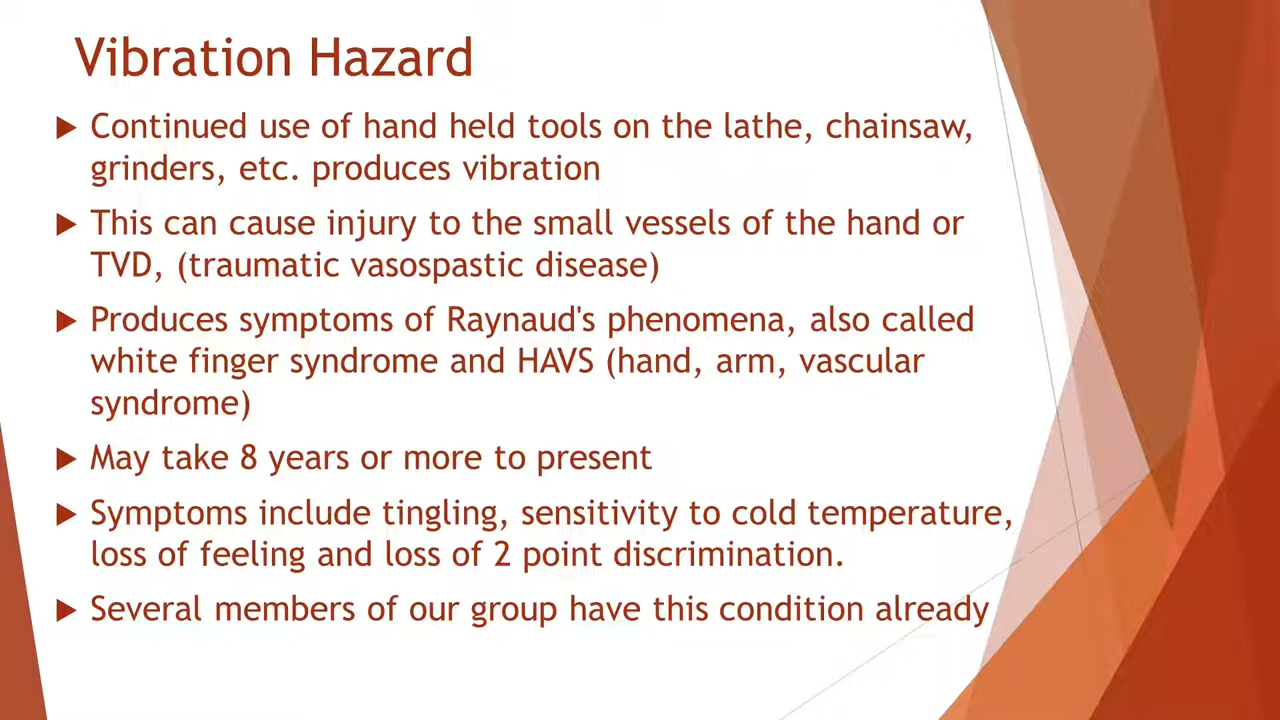 Vibration Hazard
Continued use of hand held tools on the lathe, chainsaw,
grinders, etc. produces vibration
This can cause injury to the small vessels of the hand or
TVD, (traumatic vasospastic disease)
Produces symptoms of Raynaud's phenomena, also called
white finger syndrome and HAVS (hand, arm, vascular
syndrome)
May take 8 years or more to present
Symptoms include tingling, sensitivity to cold temperature,
loss of feeling and loss of 2 point discrimination.
Several members of our group have this condition already